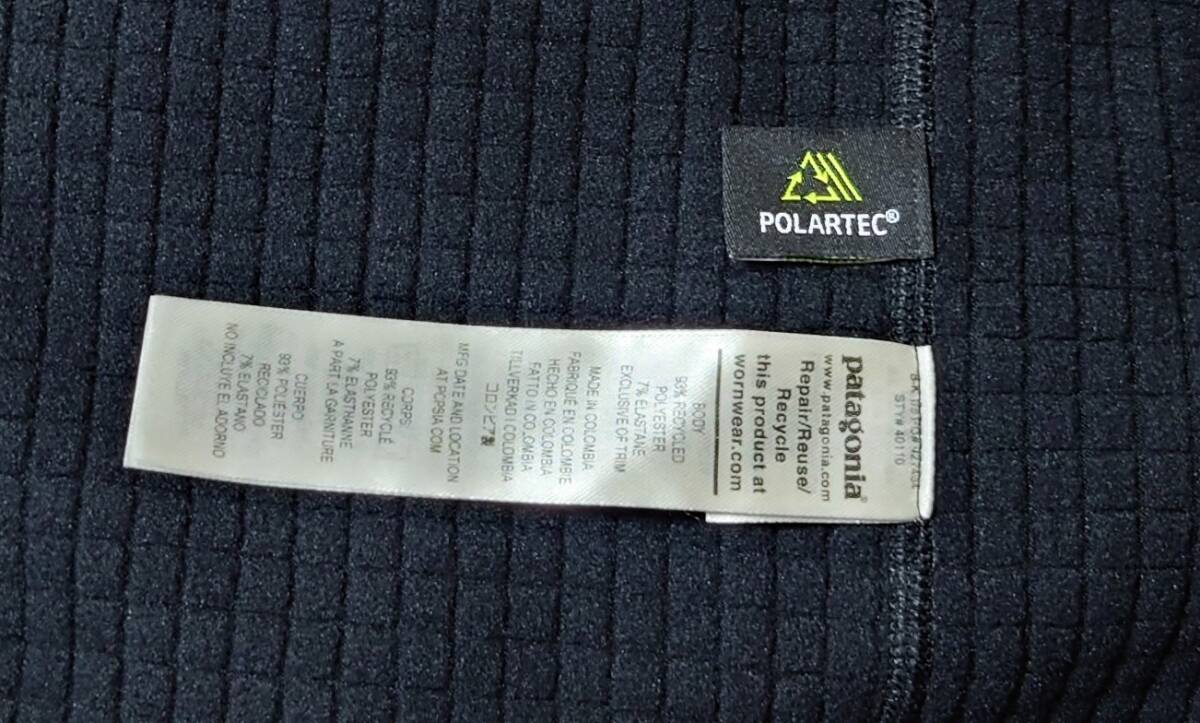 POLARTEC®
STY# 40110
patagonia®
www.patagonia.com
Repair/Reuse/
Recycle
this product at
wornwear.com
BODY
93% RECYCLED
POLYESTER
7% ELASTANE
EXCLUSIVE OF TRIM
MADE IN COLOMBIA
FABRIQUÉ EN COLOMBIE
HECHO EN COLOMBIA
FATTO IN COLOMBIA
TILLVERKAD I COLOMBIA
コロンビア製
MFG DATE AND LOCATION
AT POPSIA.COM
CORPS:
93% RECYCLÉ
POLYESTER
7% ÉLASTHANNE
À PART LA GARNITURE
CUERPO:
93% POLIÉSTER
RECICLADO
7% ELASTANO
NO INCLUYE EL ADORNO